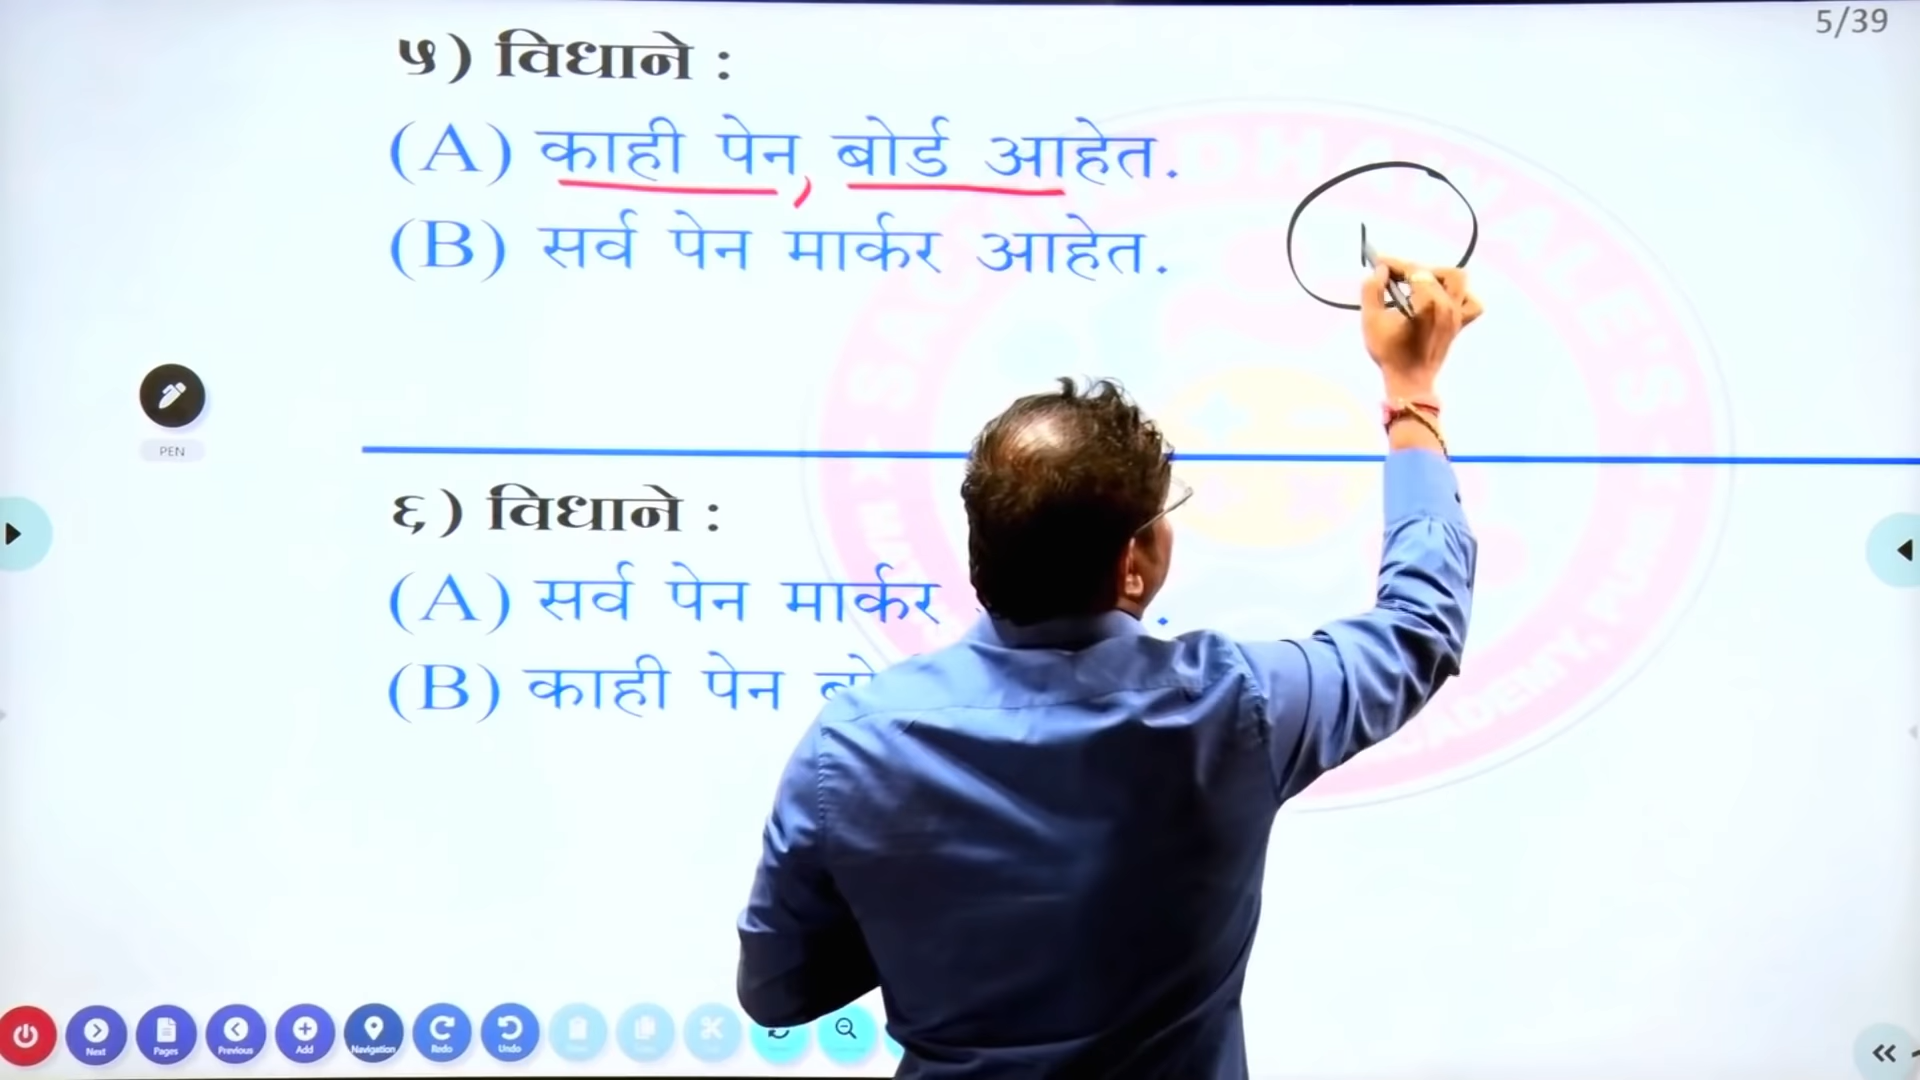 5/39
५) विधाने :
(A) काही पेन, बोर्ड आहेत.
(B) सर्व पेन मार्कर आहेत.
PEN
६) विधाने :
(A) सर्व पेन मार्कर
(B) काही पेन
Next
Pages
Previous
Add
Navigation
Redo
Undo